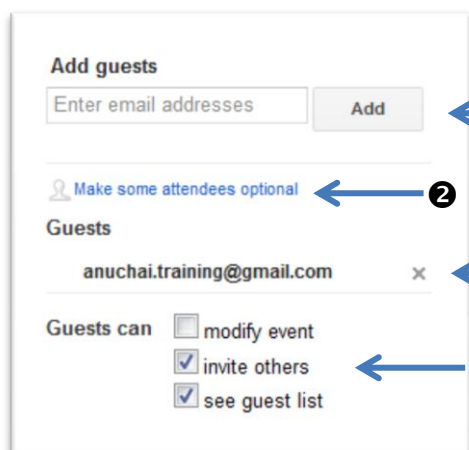 Add guests
Enter email addresses Add
Make some attendees optional ❷
Guests
anuchai.training@gmail.com ×
Guests can modify event
invite others
see guest list